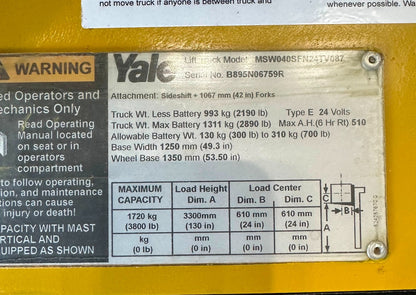 not move truck if anyone is between truck and
whenever possible. Wa
WARNING
Yale
Lift Truck Model MSW040SFN24TV087
Serial No. B895N06759R
Attachment: Sideshift + 1067 mm (42 in) Forks
Truck Wt. Less Battery 993 kg (2190 lb) Type E 24 Volts
Truck Wt. Max Battery 1311 kg (2890 lb) Max A.H.(6 Hr Rt) 510
Allowable Battery Wt. 130 kg (300 lb) to 310 kg (700 lb)
Base Width 1250 mm (49.3 in)
Wheel Base 1350 mm (53.50 in)
ed Operators and
echanics Only
Read Operating
Manual located
on seat or in
operators
compartment
to follow operating,
ion, and maintenance
tions can cause
injury or death!
CAPACITY WITH MAST
ERTICAL AND
QUIPPED AS SHOWN
MAXIMUM CAPACITY Load Height Dim. A Load Center Dim. B Dim. C
1720 kg 3300mm 610 mm 610 mm
(3800 lb) (130 in) (24 in) (24 in)
kg mm mm mm
(0 lb) (0 in) (0 in) (0 in)
C
B
A